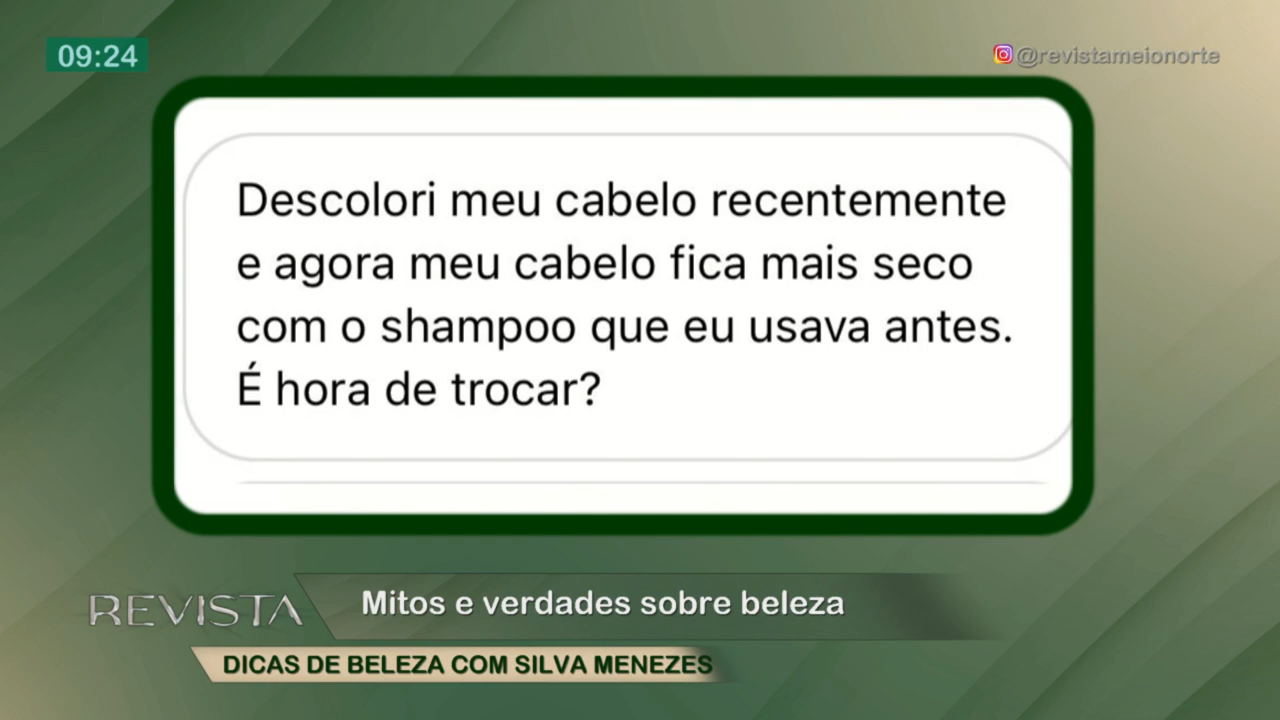 09:24
@revistameionorte
Descolori meu cabelo recentemente
e agora meu cabelo fica mais seco
com o shampoo que eu usava antes.
É hora de trocar?
REVISTA
Mitos e verdades sobre beleza
DICAS DE BELEZA COM SILVA MENEZES